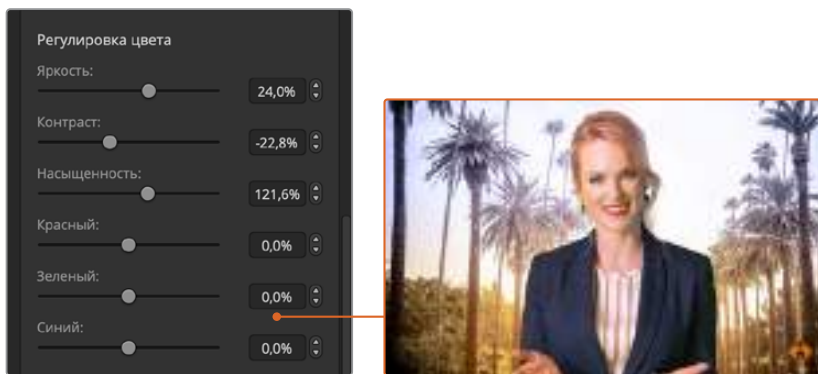 Регулировка цвета
Яркость:
24,0%
Контраст:
-22,8%
Насыщенность:
121,6%
Красный:
0,0%
Зеленый:
0,0%
Синий:
0,0%